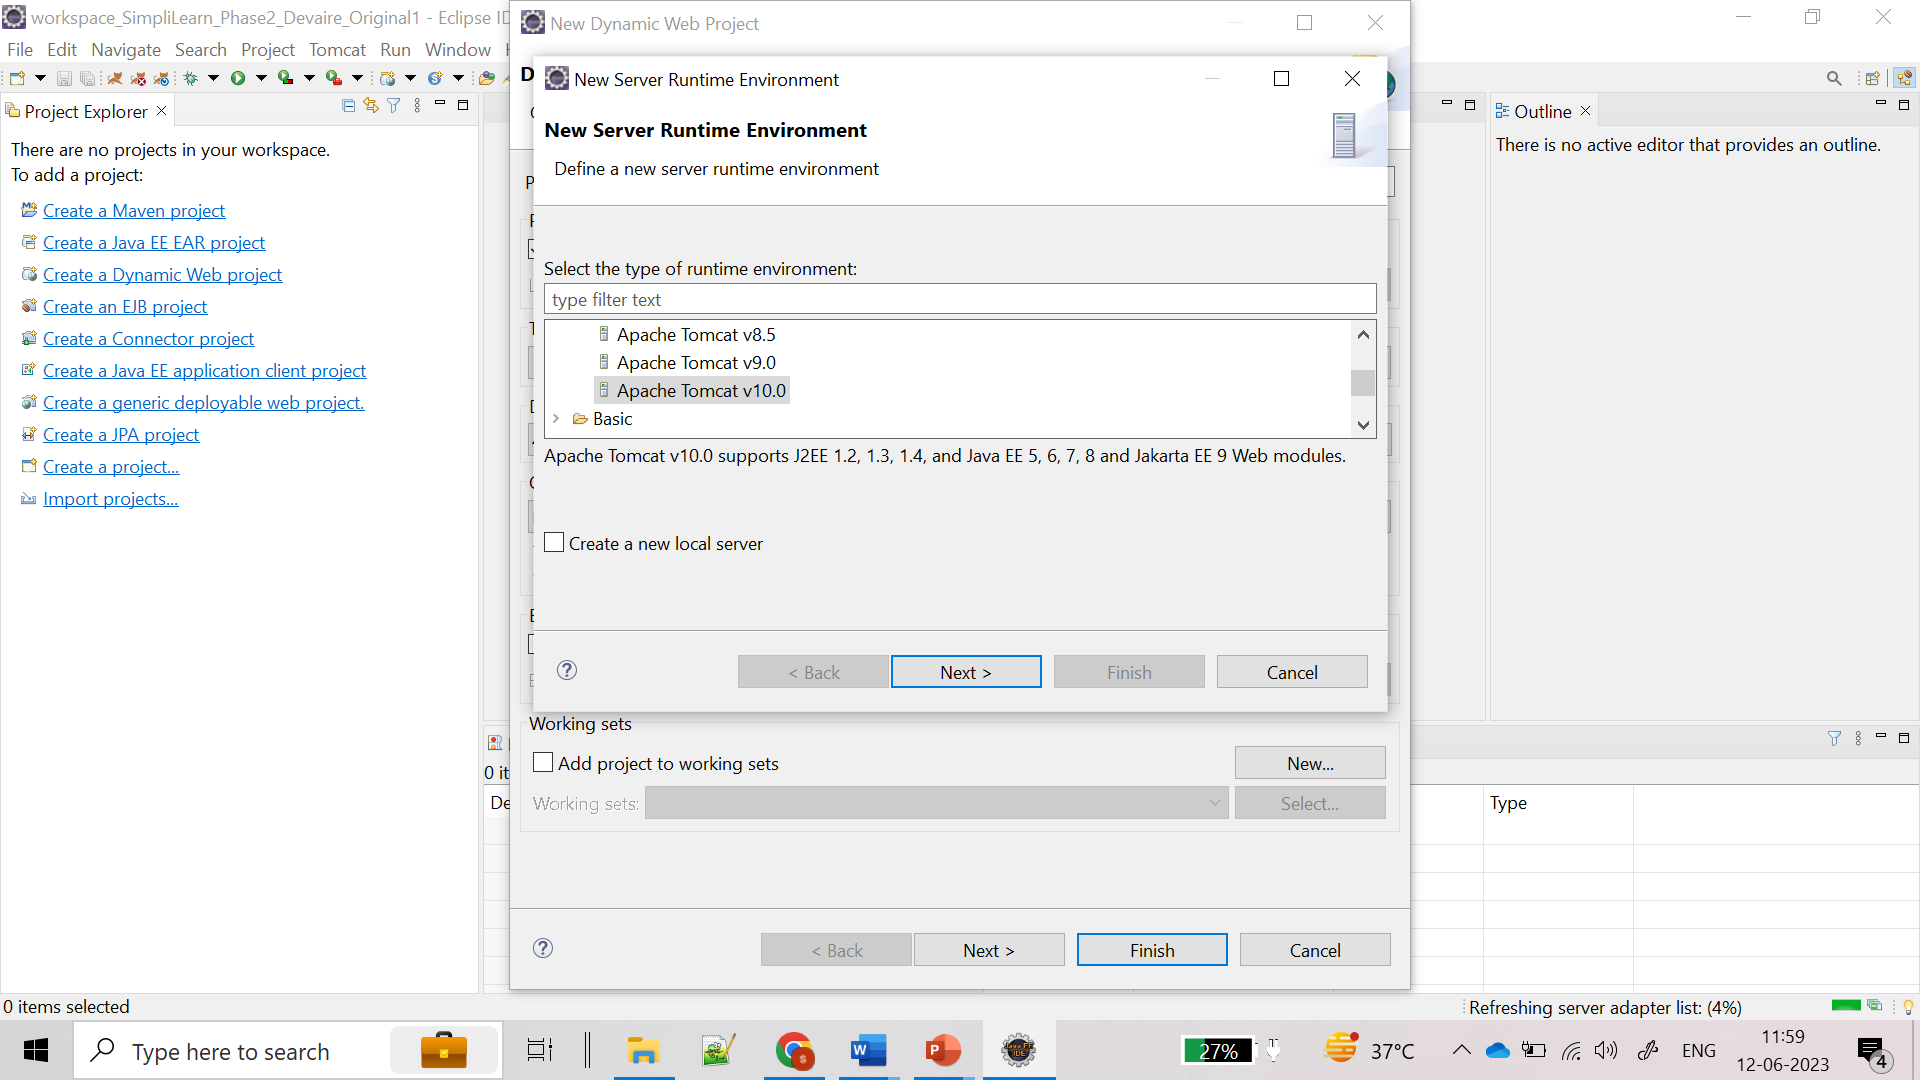 workspace_SimpliLearn_Phase2_Devaire_Original1 - Eclipse ID
New Dynamic Web Project
File Edit Navigate Search Project Tomcat Run Window
New Server Runtime Environment
Project Explorer
Outline
There are no projects in your workspace.
To add a project:
Create a Maven project
Create a Java EE EAR project
Create a Dynamic Web project
Create an EJB project
Create a Connector project
Create a Java EE application client project
Create a generic deployable web project.
Create a JPA project
Create a project...
Import projects...
New Server Runtime Environment
Define a new server runtime environment
Select the type of runtime environment:
type filter text
Apache Tomcat v8.5
Apache Tomcat v9.0
Apache Tomcat v10.0
Basic
Apache Tomcat v10.0 supports J2EE 1.2, 1.3, 1.4, and Java EE 5, 6, 7, 8 and Jakarta EE 9 Web modules.
Create a new local server
< Back Next > Finish Cancel
There is no active editor that provides an outline.
Working sets
Add project to working sets New...
Working sets: Select...
< Back Next > Finish Cancel
0 it
De
Type
0 items selected
Refreshing server adapter list: (4%)
Type here to search
27%
37°C
ENG
11:59
12-06-2023
4